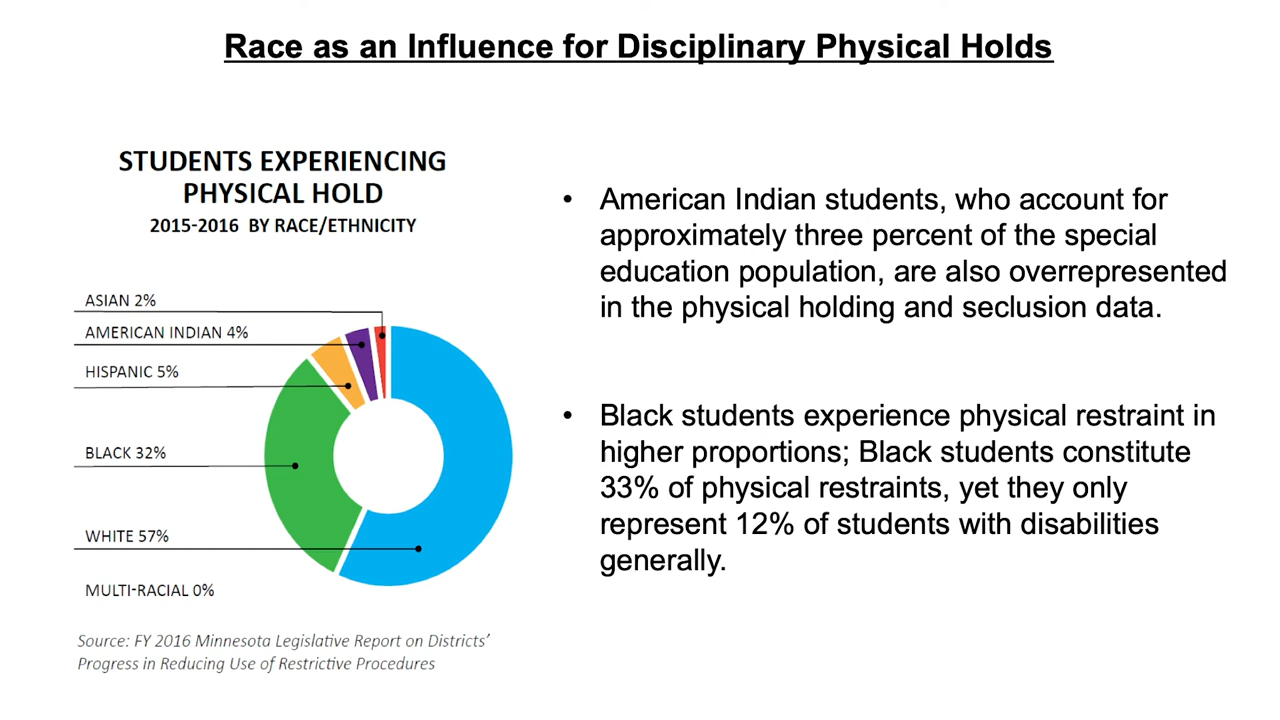 Race as an Influence for Disciplinary Physical Holds
STUDENTS EXPERIENCING
PHYSICAL HOLD
2015-2016 BY RACE/ETHNICITY
ASIAN 2%
AMERICAN INDIAN 4%
HISPANIC 5%
BLACK 32%
WHITE 57%
MULTI-RACIAL 0%
Source: FY 2016 Minnesota Legislative Report on Districts’
Progress in Reducing Use of Restrictive Procedures
• American Indian students, who account for
approximately three percent of the special
education population, are also overrepresented
in the physical holding and seclusion data.
• Black students experience physical restraint in
higher proportions; Black students constitute
33% of physical restraints, yet they only
represent 12% of students with disabilities
generally.